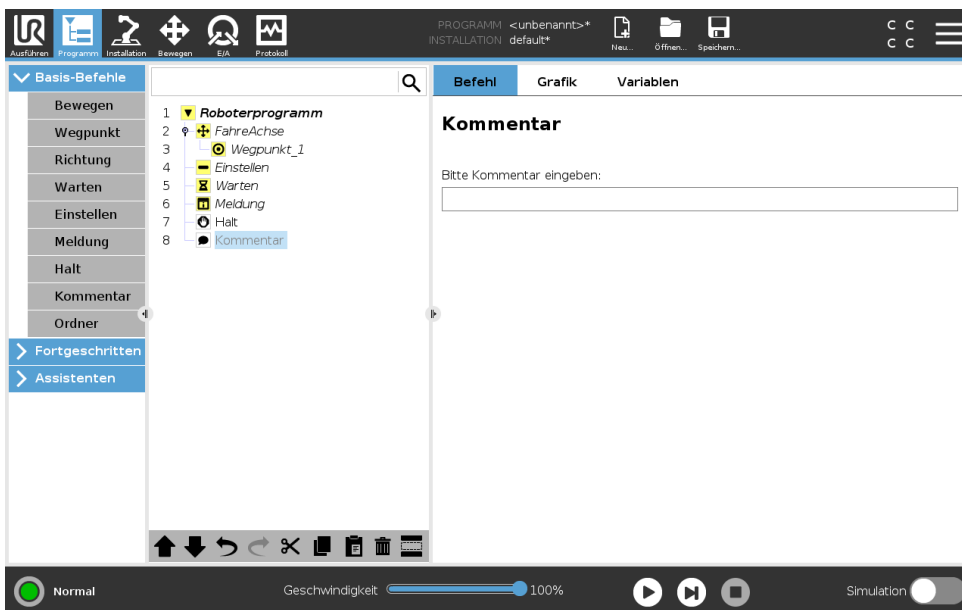 UR
PROGRAMM <unbenannt>*
INSTALLATION default*
Ausführen Programm Installation Bewegen E/A Protokoll
Neu... Öffnen... Speichern...
C C
C C
Basis-Befehle
Bewegen
Wegpunkt
Richtung
Warten
Einstellen
Meldung
Halt
Kommentar
Ordner
Fortgeschritten
Assistenten
1 Roboterprogramm
2 FahreAchse
3 Wegpunkt_1
4 Einstellen
5 Warten
6 Meldung
7 Halt
8 Kommentar
Befehl Grafik Variablen
Kommentar
Bitte Kommentar eingeben:
Normal
Geschwindigkeit 100%
Simulation